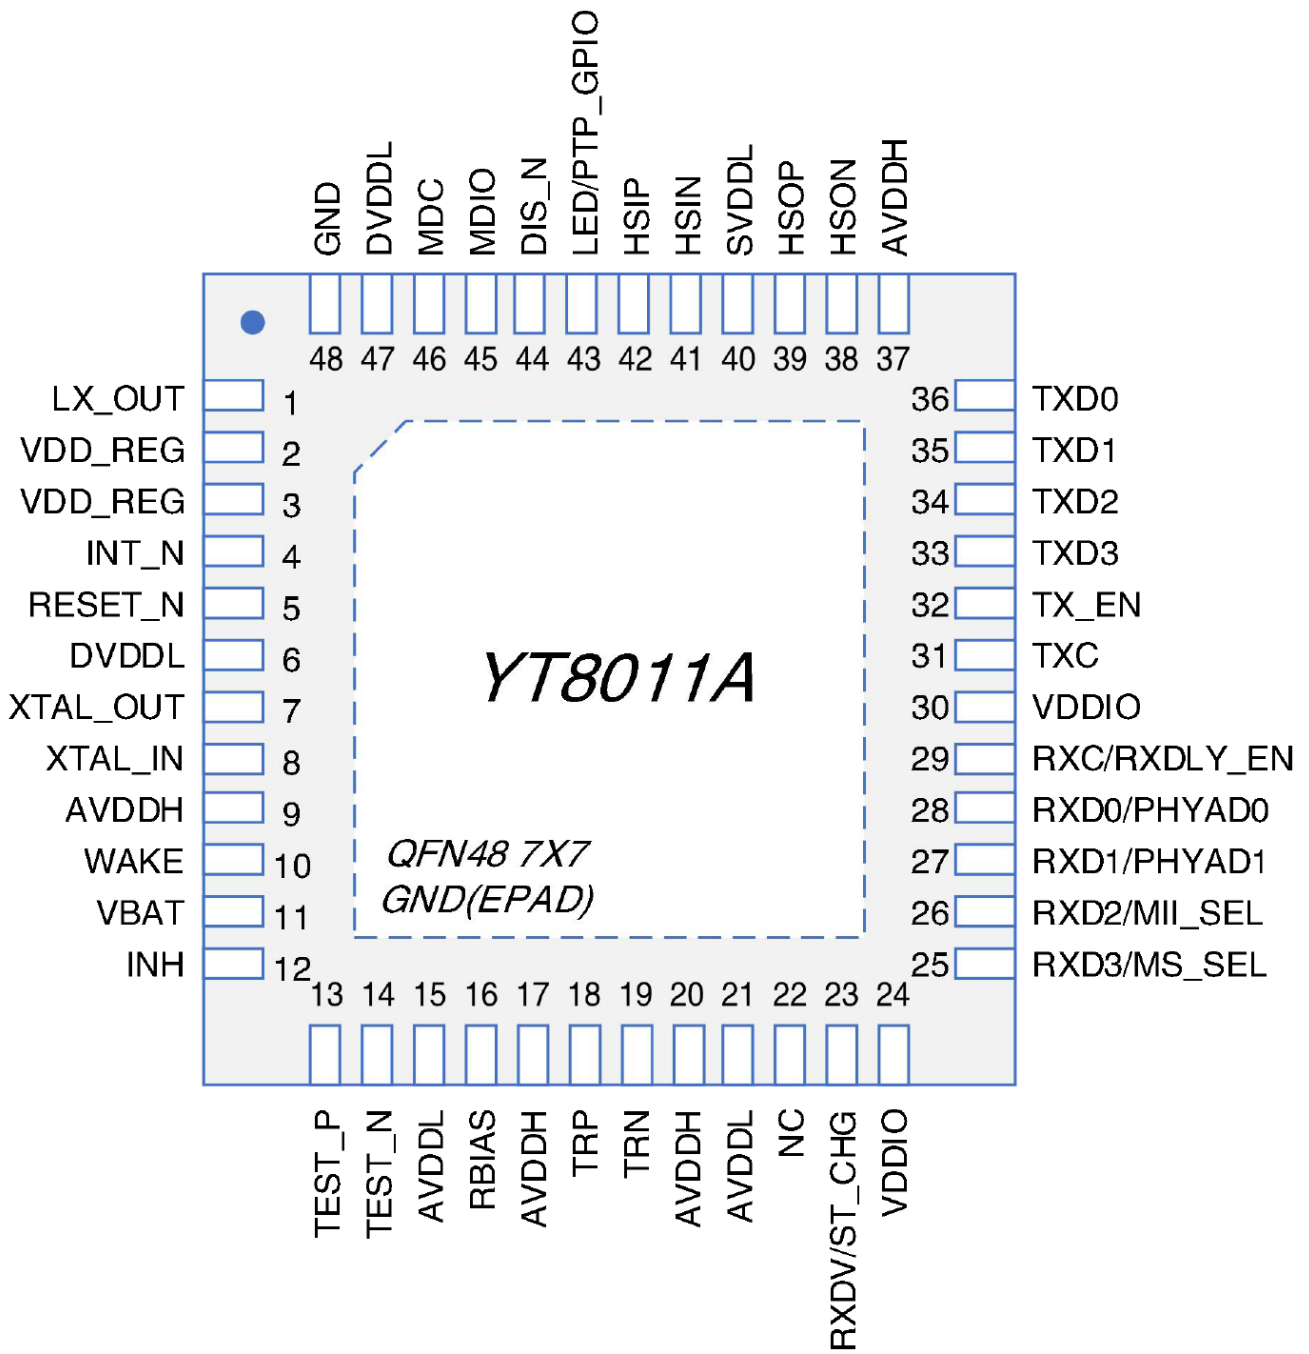 GND
DVDDL
MDC
MDIO
DIS_N
LED/PTP_GPIO
HSIP
HSIN
SVDDL
HSOP
HSON
AVDDH
48 47 46 45 44 43 42 41 40 39 38 37
LX_OUT 1
VDD_REG 2
VDD_REG 3
INT_N 4
RESET_N 5
DVDDL 6
XTAL_OUT 7
XTAL_IN 8
AVDDH 9
WAKE 10
VBAT 11
INH 12
YT8011A
QFN48 7X7
GND(EPAD)
36 TXD0
35 TXD1
34 TXD2
33 TXD3
32 TX_EN
31 TXC
30 VDDIO
29 RXC/RXDLY_EN
28 RXD0/PHYAD0
27 RXD1/PHYAD1
26 RXD2/MII_SEL
25 RXD3/MS_SEL
13 14 15 16 17 18 19 20 21 22 23 24
TEST_P
TEST_N
AVDDL
RBIAS
AVDDH
TRP
TRN
AVDDH
AVDDL
NC
RXDV/ST_CHG
VDDIO